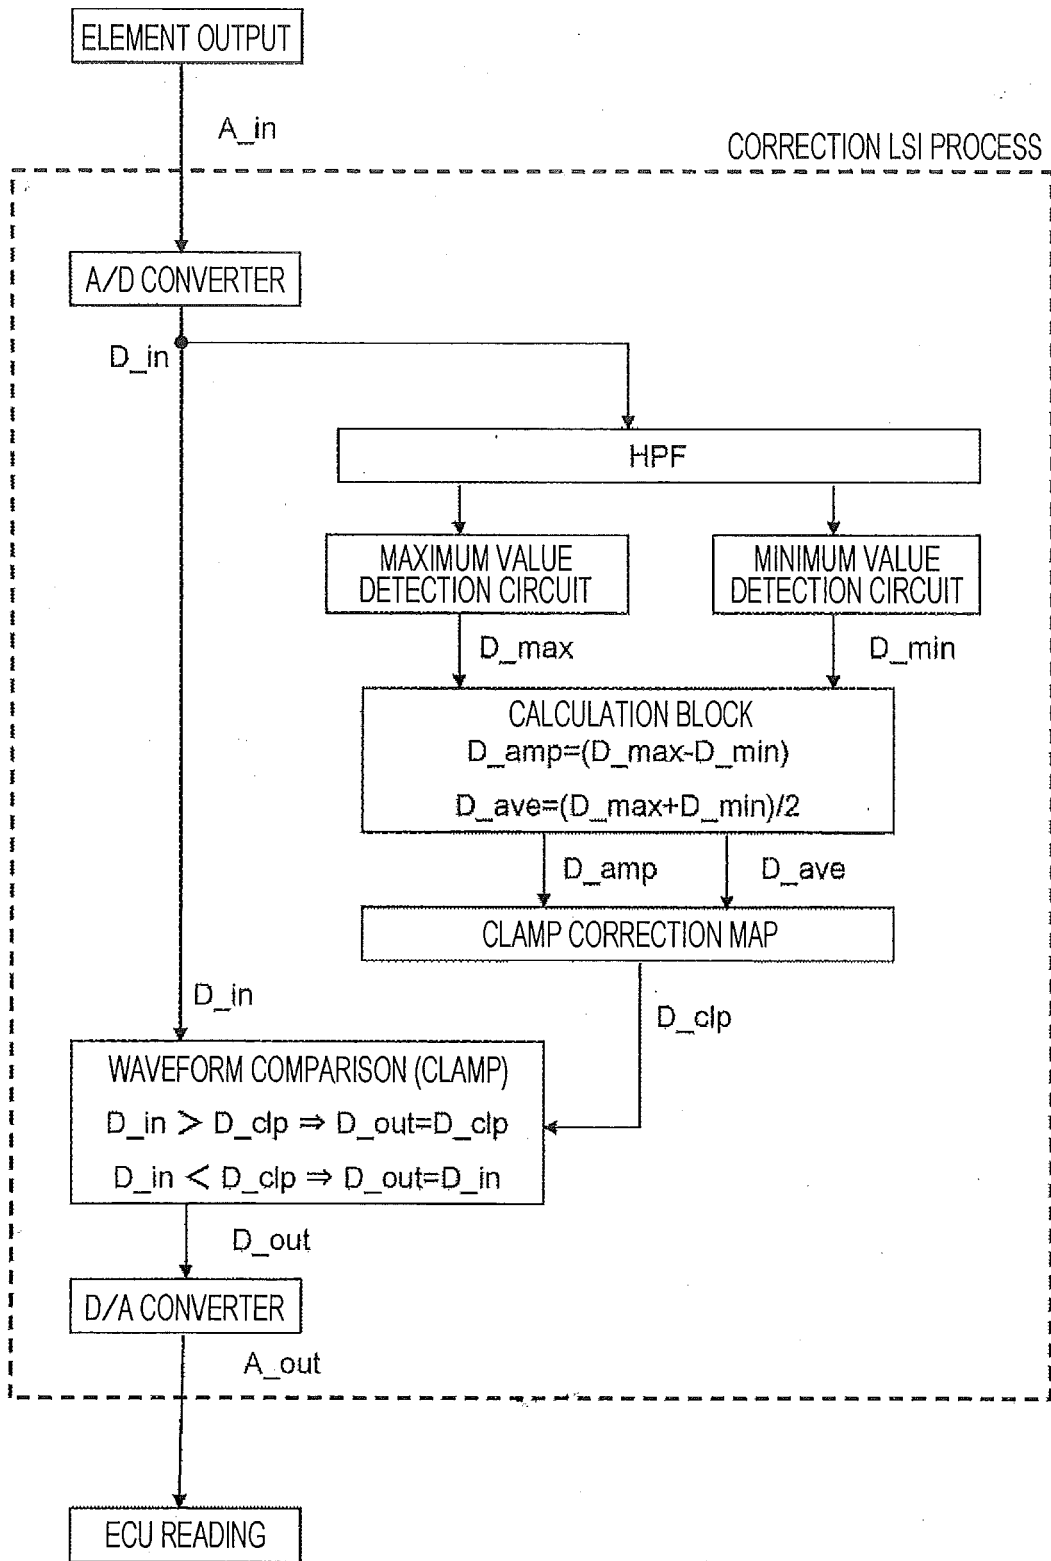 ELEMENT OUTPUT
A_in
CORRECTION LSI PROCESS
A/D CONVERTER
D_in
HPF
MAXIMUM VALUE
DETECTION CIRCUIT
MINIMUM VALUE
DETECTION CIRCUIT
D_max
D_min
CALCULATION BLOCK
D_amp=(D_max-D_min)
D_ave=(D_max+D_min)/2
D_amp
D_ave
CLAMP CORRECTION MAP
D_in
D_clp
WAVEFORM COMPARISON (CLAMP)
D_in > D_clp ⇒ D_out=D_clp
D_in < D_clp ⇒ D_out=D_in
D_out
D/A CONVERTER
A_out
ECU READING